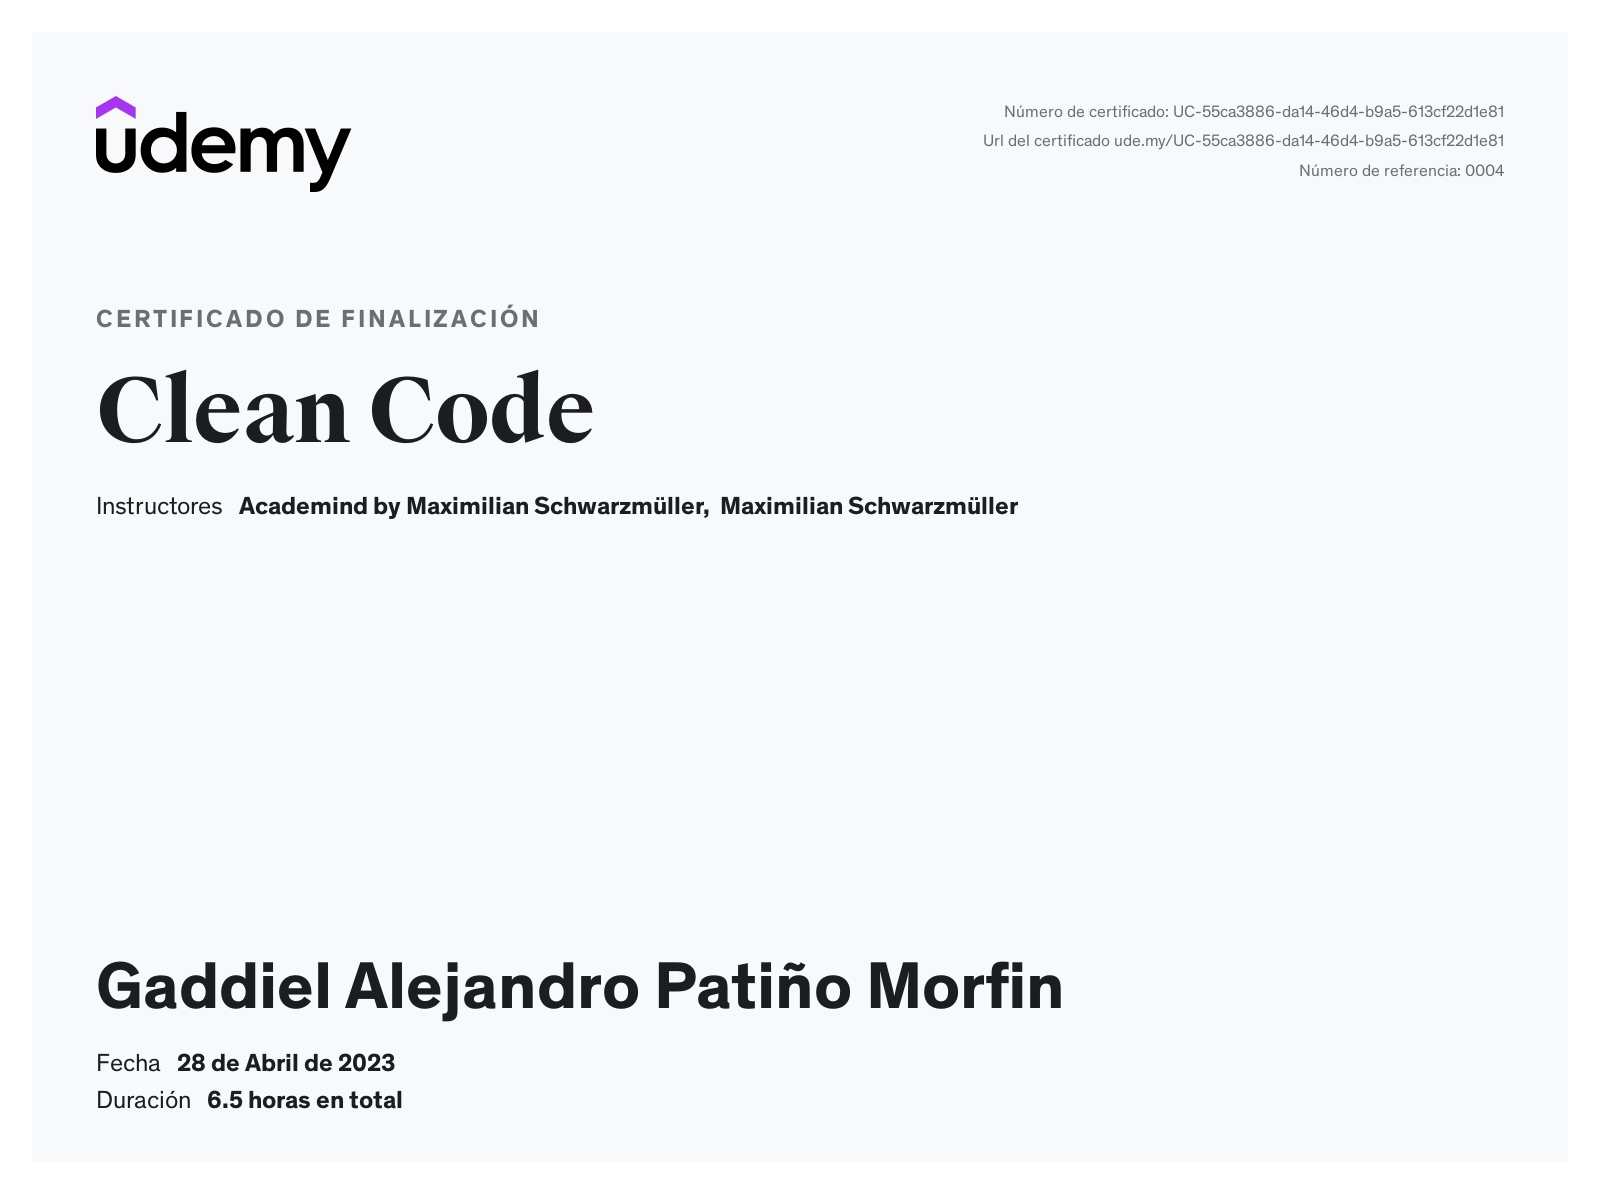 udemy
Número de certificado: UC-55ca3886-da14-46d4-b9a5-613cf22d1e81
Url del certificado ude.my/UC-55ca3886-da14-46d4-b9a5-613cf22d1e81
Número de referencia: 0004
CERTIFICADO DE FINALIZACIÓN
Clean Code
Instructores Academind by Maximilian Schwarzmüller, Maximilian Schwarzmüller
Gaddiel Alejandro Patiño Morfin
Fecha 28 de Abril de 2023
Duración 6.5 horas en total